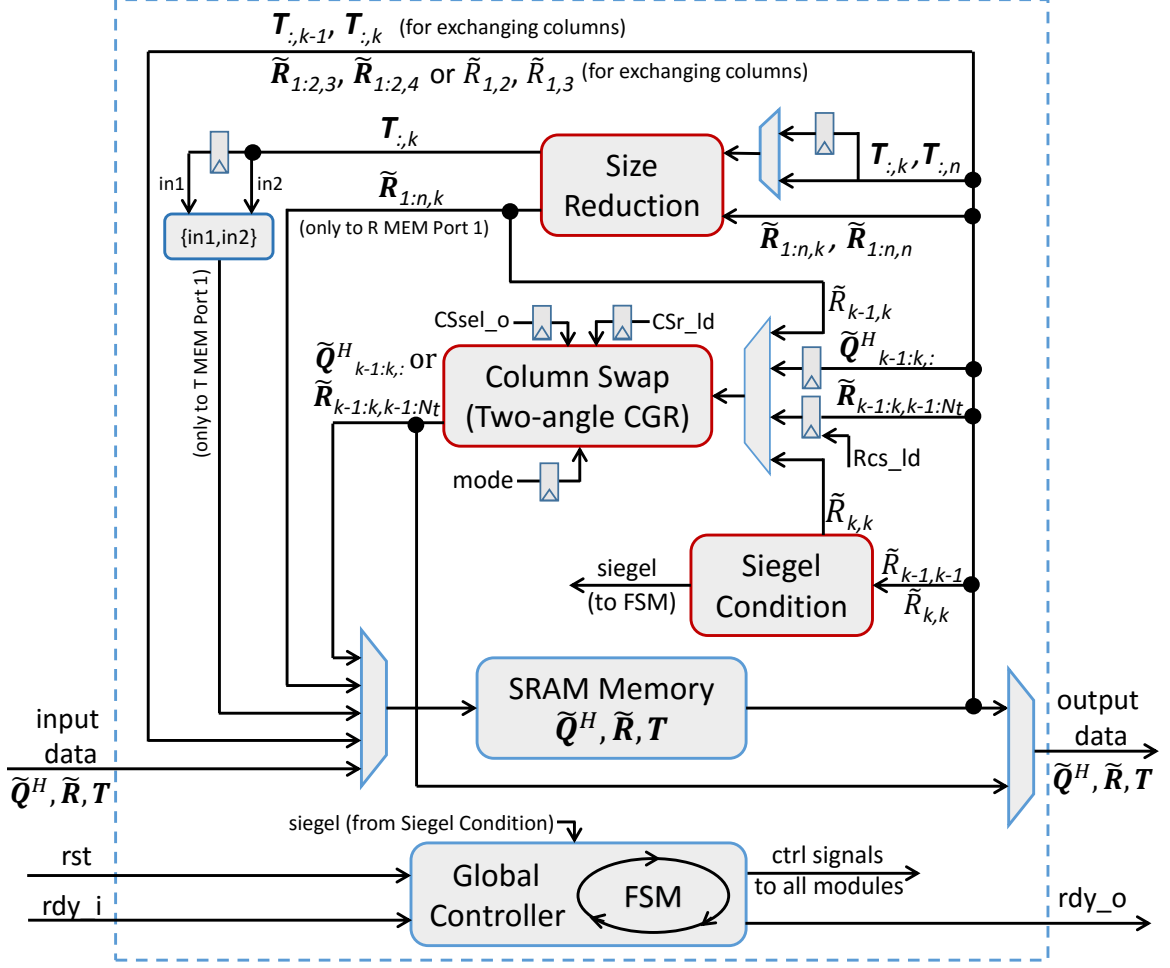 T:,k-1, T:,k (for exchanging columns)
R̃1:2,3, R̃1:2,4 or R̃1,2, R̃1,3 (for exchanging columns)
T:,k
Size
Reduction
T:,k, T:,n
in1
in2
R̃1:n,k
(only to R MEM Port 1)
{in1,in2}
R̃1:n,k, R̃1:n,n
(only to T MEM Port 1)
R̃k-1,k
CSsel_o
CSr_ld
Q̃Hk-1:k,: or
R̃k-1:k,k-1:Nt
Column Swap
(Two-angle CGR)
Q̃Hk-1:k,:
R̃k-1:k,k-1:Nt
Rcs_ld
mode
R̃k,k
siegel
(to FSM)
Siegel
Condition
R̃k-1,k-1
R̃k,k
SRAM Memory
Q̃H, R̃, T
input
data
Q̃H, R̃, T
output
data
Q̃H, R̃, T
siegel (from Siegel Condition)
rst
rdy_i
Global
Controller
FSM
ctrl signals
to all modules
rdy_o